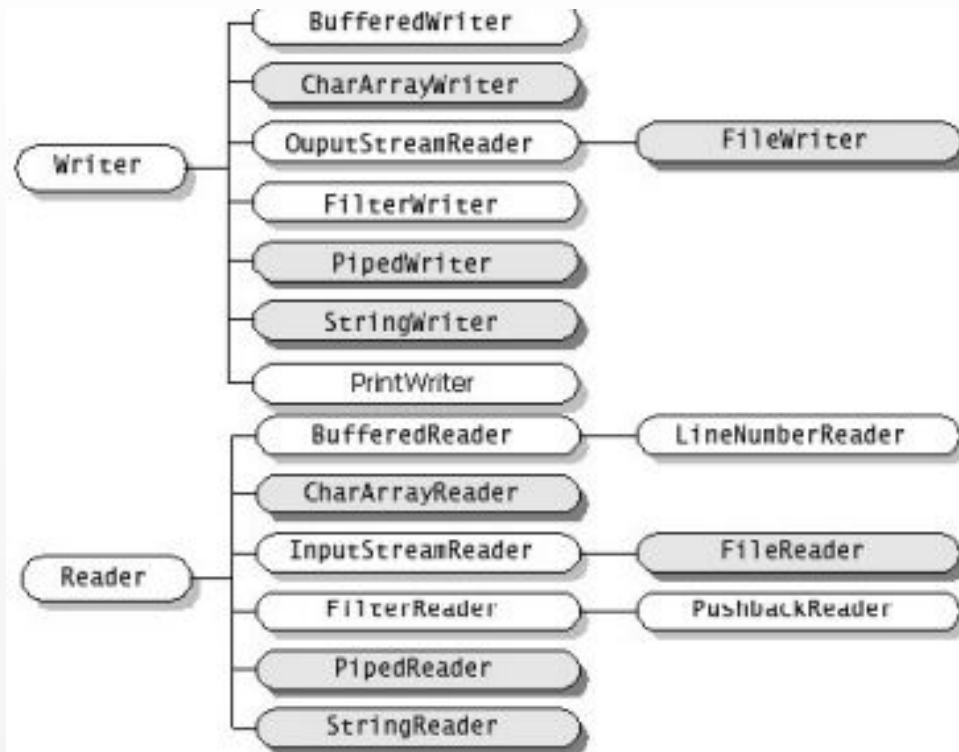 BufferedWriter
CharArrayWriter
OuputStreamReader
FileWriter
Writer
FilterWriter
PipedWriter
StringWriter
PrintWriter
BufferedReader
LineNumberReader
CharArrayReader
InputStreamReader
FileReader
Reader
FilterReader
PushbackReader
PipedReader
StringReader